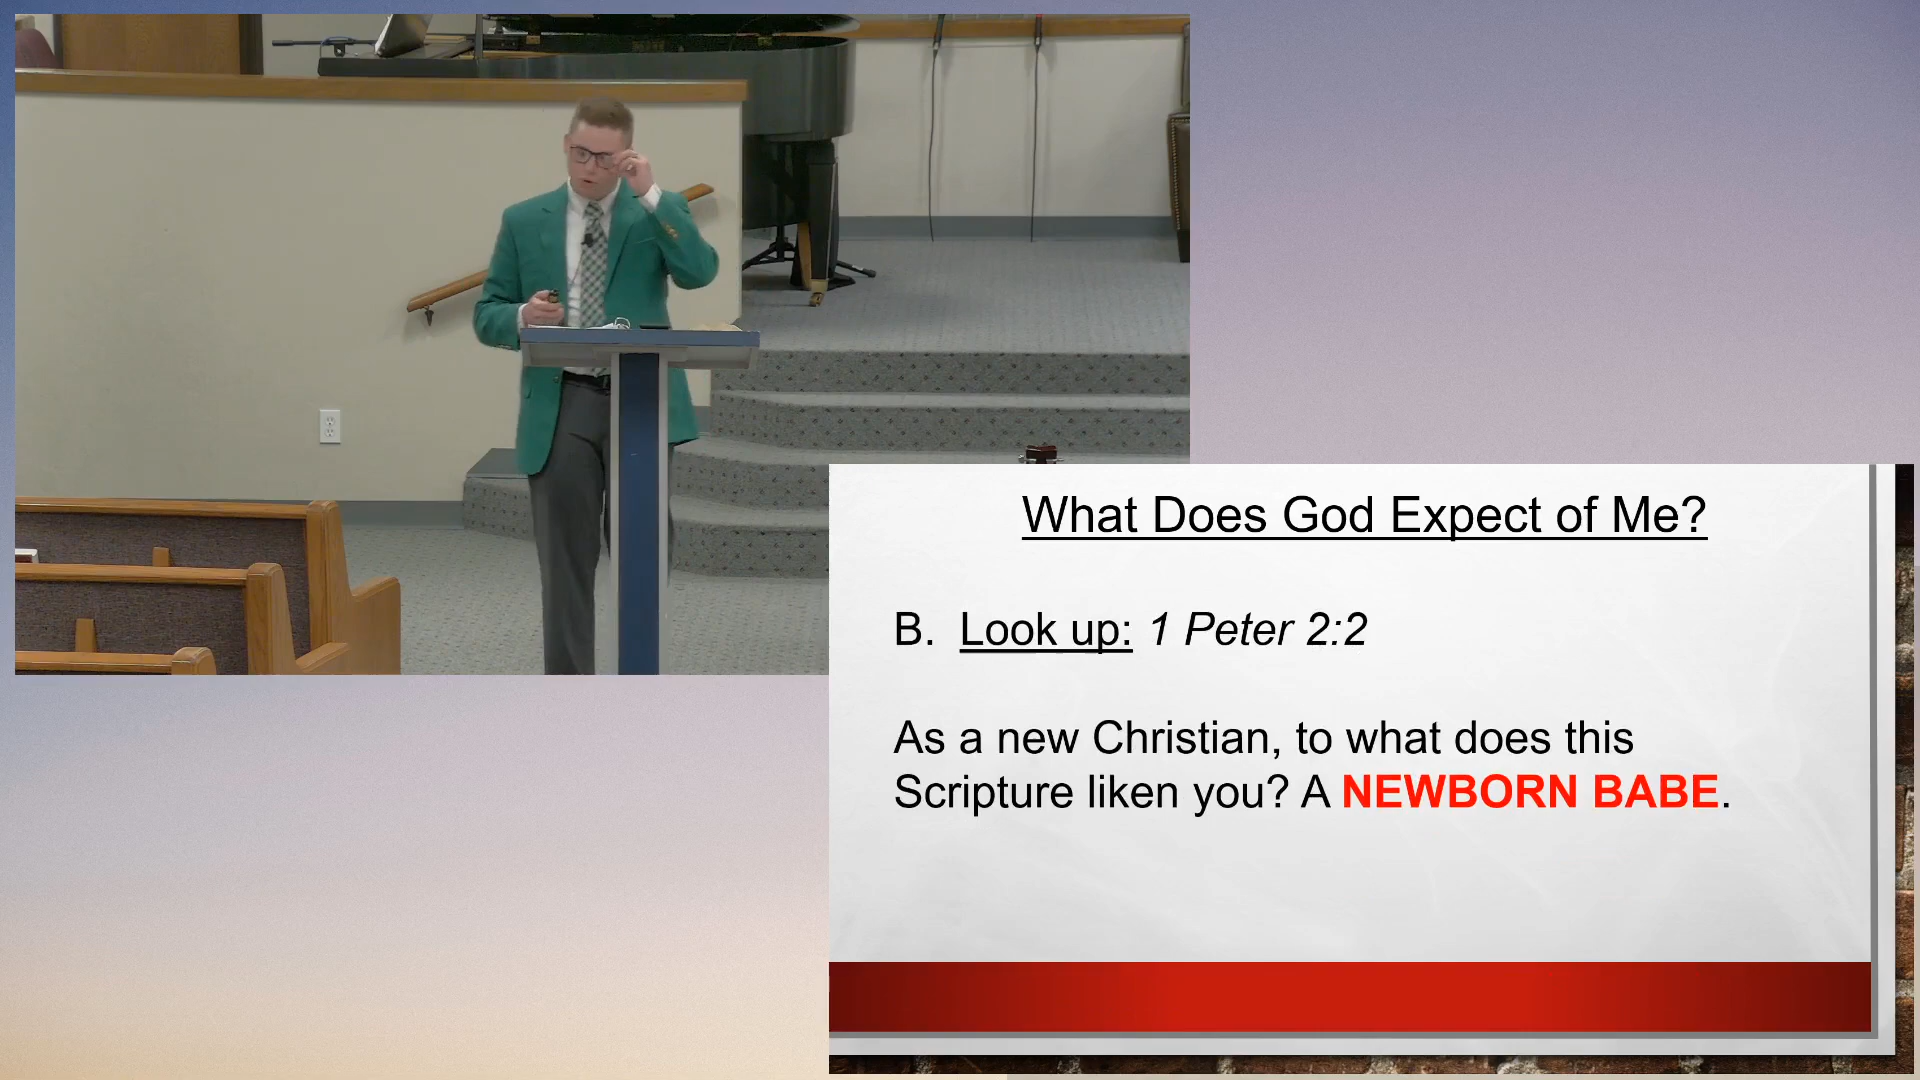 What Does God Expect of Me?
B. Look up: 1 Peter 2:2
As a new Christian, to what does this
Scripture liken you? A NEWBORN BABE.